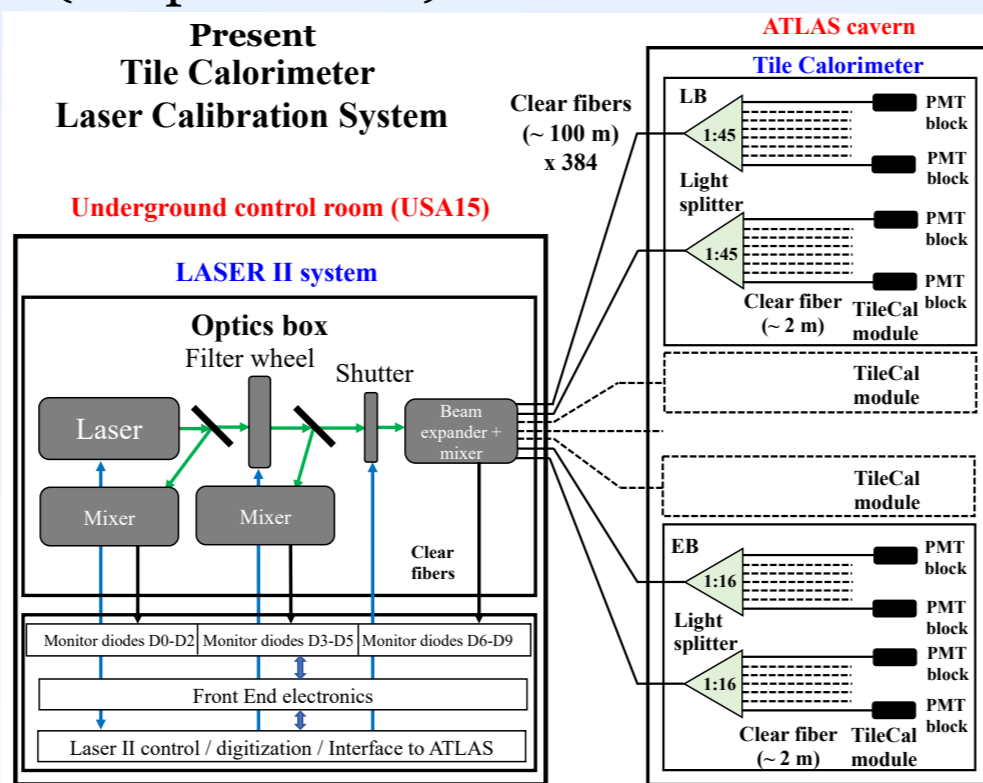 Present
Tile Calorimeter
Laser Calibration System
Underground control room (USA15)
LASER II system
Optics box
Filter wheel
Shutter
Laser
Beam
expander +
mixer
Mixer
Mixer
Clear
fibers
Monitor diodes D0-D2
Monitor diodes D3-D5
Monitor diodes D6-D9
Front End electronics
Laser II control / digitization / Interface to ATLAS
Clear fibers
(~ 100 m)
x 384
ATLAS cavern
Tile Calorimeter
LB
1:45
PMT
block
PMT
block
Light
splitter
1:45
PMT
block
PMT
block
Clear fiber
(~ 2 m)
TileCal
module
TileCal
module
TileCal
module
EB
1:16
PMT
block
PMT
block
Light
splitter
1:16
PMT
block
PMT
block
Clear fiber
(~ 2 m)
TileCal
module